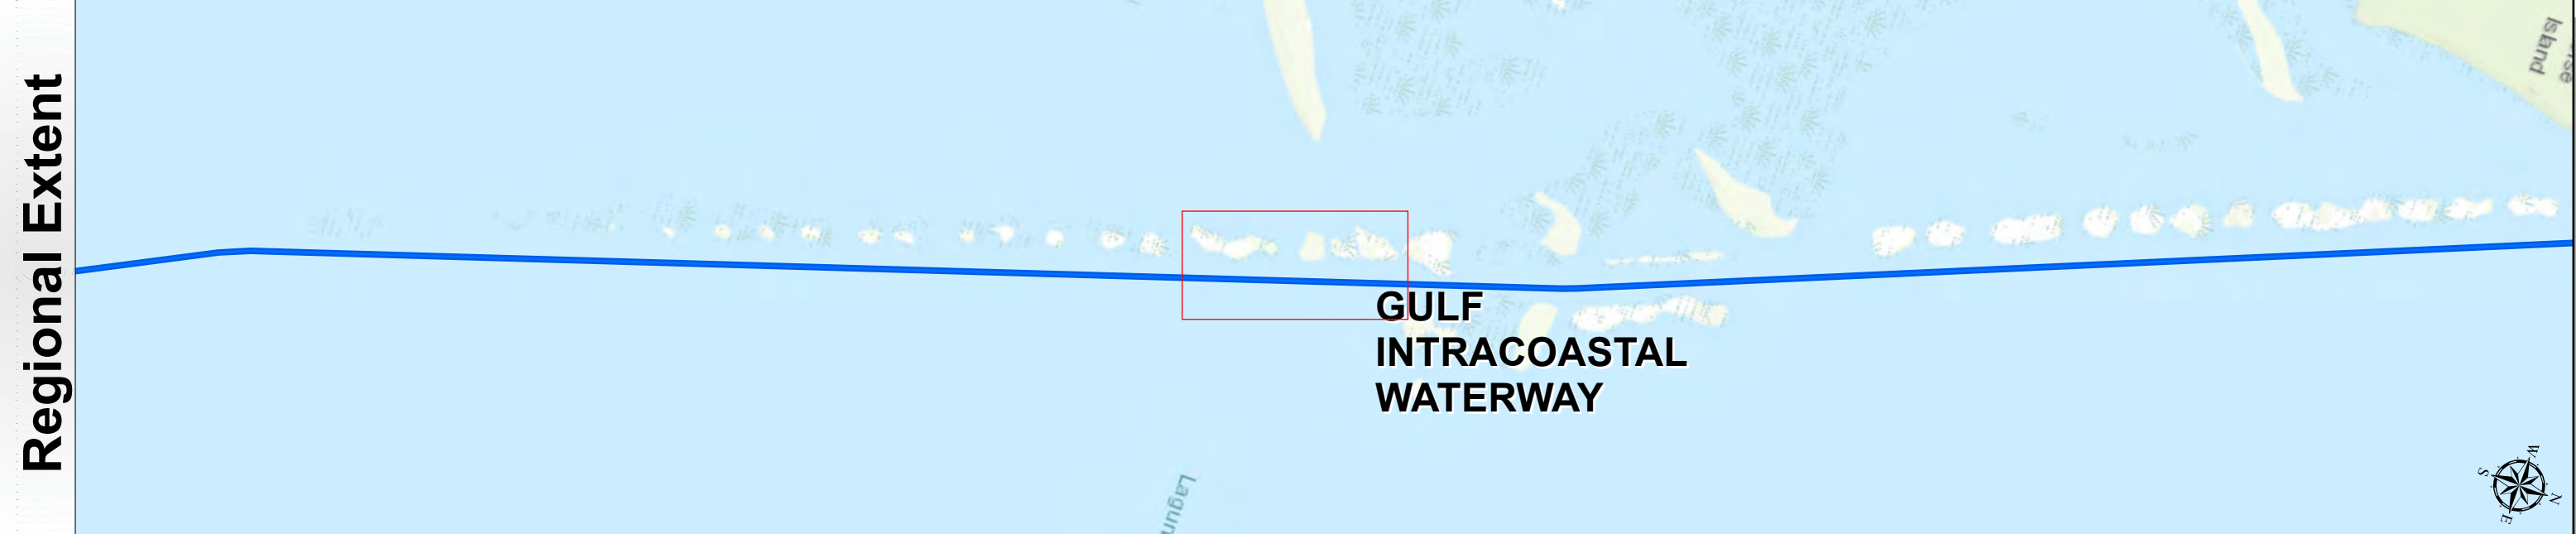 Regional Extent
Island
GULF
INTRACOASTAL
WATERWAY
W
S
N
E